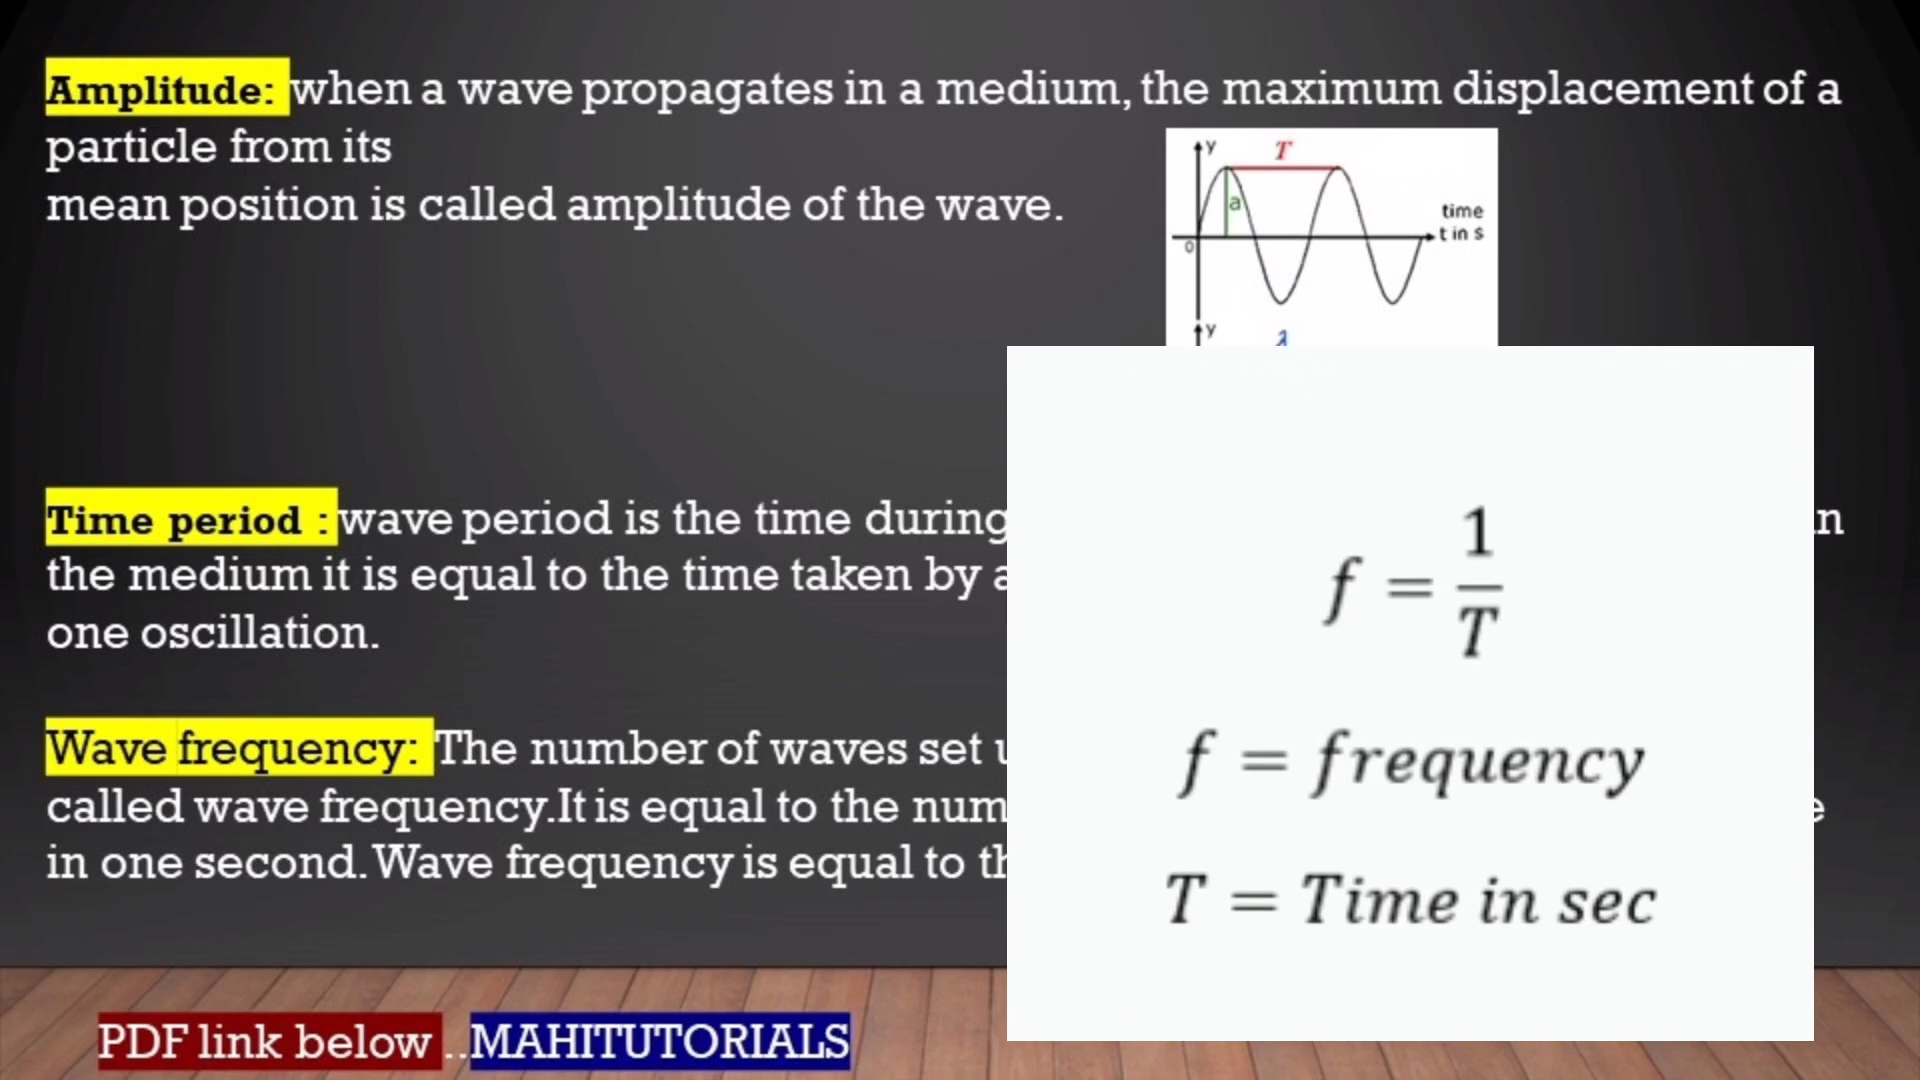 Amplitude: when a wave propagates in a medium, the maximum displacement of a
particle from its
mean position is called amplitude of the wave.
y
T
a
time
t in s
0
y
λ
Time period : wave period is the time during
the medium it is equal to the time taken by
one oscillation.
Wave frequency: The number of waves set
called wave frequency.It is equal to the
in one second.Wave frequency is equal to
f = 1/T
f = frequency
T = Time in sec
PDF link below ..MAHITUTORIALS